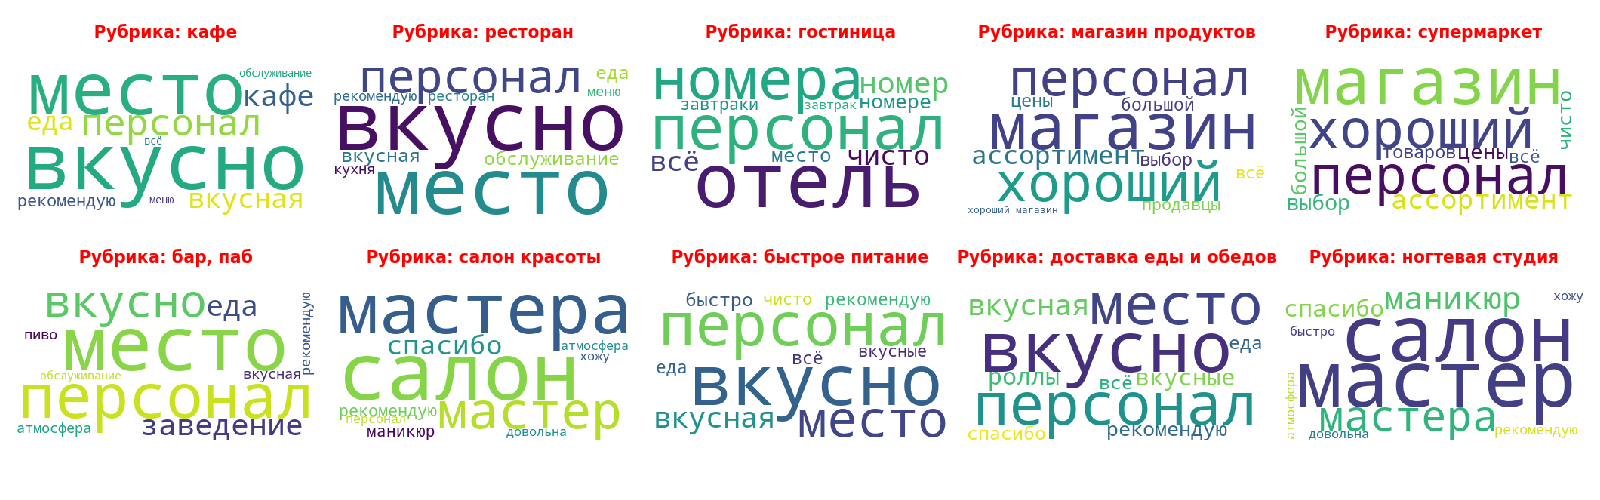 Рубрика: кафе
место
обслуживание
кафе
еда
персонал
всё
вкусно
рекомендую
меню
вкусная
Рубрика: ресторан
персонал
еда
меню
рекомендую
ресторан
вкусно
вкусная
обслуживание
кухня
место
Рубрика: гостиница
номера
номер
завтраки
завтрак
номере
персонал
всё
место
чисто
отель
Рубрика: магазин продуктов
персонал
цены
большой
магазин
ассортимент
выбор
хороший
всё
продавцы
хороший магазин
Рубрика: супермаркет
магазин
чисто
большой
хороший
товаров
цены
всё
персонал
выбор
ассортимент
Рубрика: бар, паб
вкусно
еда
рекомендую
пиво
место
обслуживание
вкусная
персонал
атмосфера
заведение
Рубрика: салон красоты
мастера
спасибо
атмосфера
хожу
салон
рекомендую
персонал
мастер
маникюр
довольна
Рубрика: быстрое питание
быстро
чисто
рекомендую
персонал
всё
вкусные
еда
вкусно
вкусная
место
Рубрика: доставка еды и обедов
вкусная
место
вкусно
еда
роллы
всё
вкусные
персонал
спасибо
рекомендую
Рубрика: ногтевая студия
спасибо
маникюр
хожу
быстро
салон
мастер
атмосфера
мастера
довольна
рекомендую